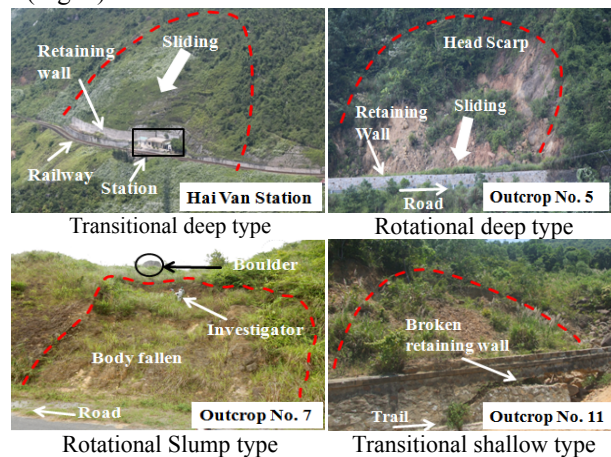 Retaining
wall
Sliding
Railway
Station
Hai Van Station
Transitional deep type
Head Scarp
Retaining
Wall
Sliding
Road
Outcrop No. 5
Rotational deep type
Boulder
Investigator
Body fallen
Road
Outcrop No. 7
Rotational Slump type
Broken
retaining wall
Trail
Outcrop No. 11
Transitional shallow type